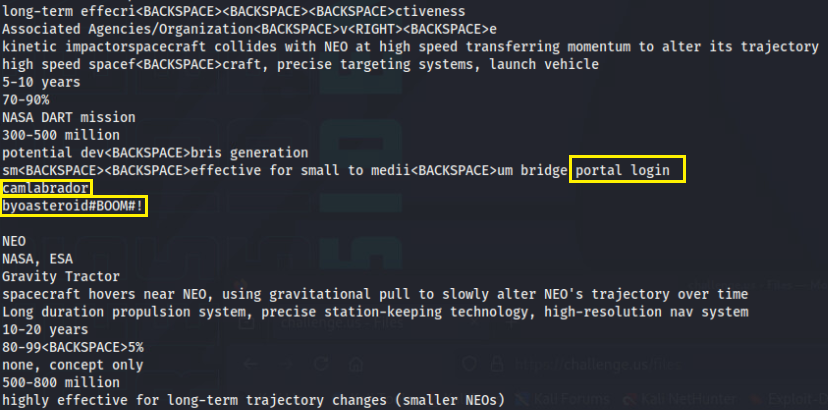 long-term effecri<BACKSPACE><BACKSPACE><BACKSPACE>ctiveness
Associated Agencies/Organization<BACKSPACE>v<RIGHT><BACKSPACE>e
kinetic impactorspacecraft collides with NEO at high speed transferring momentum to alter its trajectory
high speed spacef<BACKSPACE>craft, precise targeting systems, launch vehicle
5-10 years
70-90%
NASA DART mission
300-500 million
potential dev<BACKSPACE>bris generation
sm<BACKSPACE><BACKSPACE>effective for small to medii<BACKSPACE>um bridge portal login
camlabrador
byoasteroid#BOOM#!
NEO
NASA, ESA
Gravity Tractor
spacecraft hovers near NEO, using gravitational pull to slowly alter NEO's trajectory over time
Long duration propulsion system, precise station-keeping technology, high-resolution nav system
10-20 years
80-99<BACKSPACE>5%
none, concept only
500-800 million
highly effective for long-term trajectory changes (smaller NEOs)